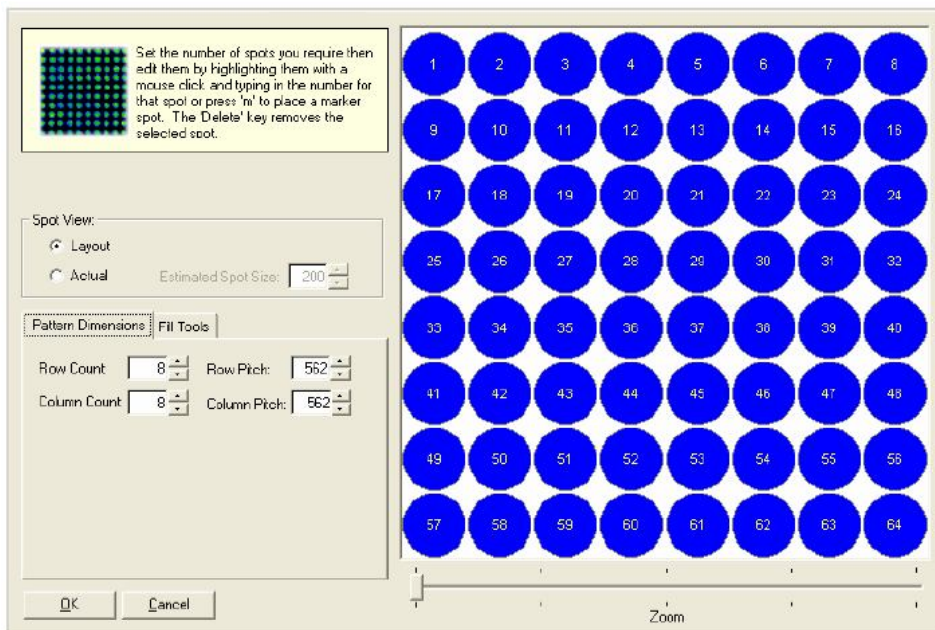 Set the number of spots you require then
edit them by highlighting them with a
mouse click and typing in the number for
that spot or press 'm' to place a marker
spot. The 'Delete' key removes the
selected spot.
Spot View:
Layout
Actual Estimated Spot Size: 200
Pattern Dimensions Fill Tools
Row Count 8 Row Pitch: 562
Column Count 8 Column Pitch: 562
OK Cancel
1 2 3 4 5 6 7 8
9 10 11 12 13 14 15 16
17 18 19 20 21 22 23 24
25 26 27 28 29 30 31 32
33 34 35 36 37 38 39 40
41 42 43 44 45 46 47 48
49 50 51 52 53 54 55 56
57 58 59 60 61 62 63 64
Zoom